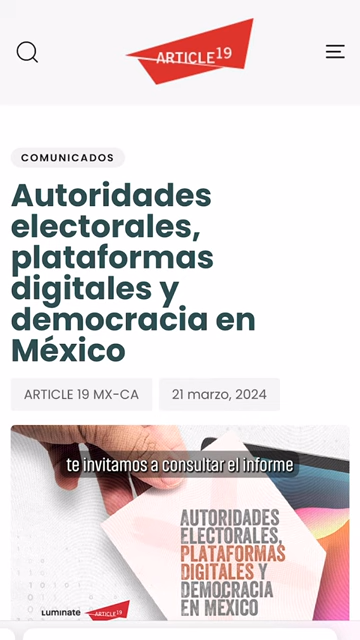 ARTICLE 19
COMUNICADOS
Autoridades
electorales,
plataformas
digitales y
democracia en
México
ARTICLE 19 MX-CA
21 marzo, 2024
te invitamos a consultar el informe
AUTORIDADES
ELECTORALES,
PLATAFORMAS
DIGITALES Y
DEMOCRACIA
EN MÉXICO
Luminate
ARTICLE 19